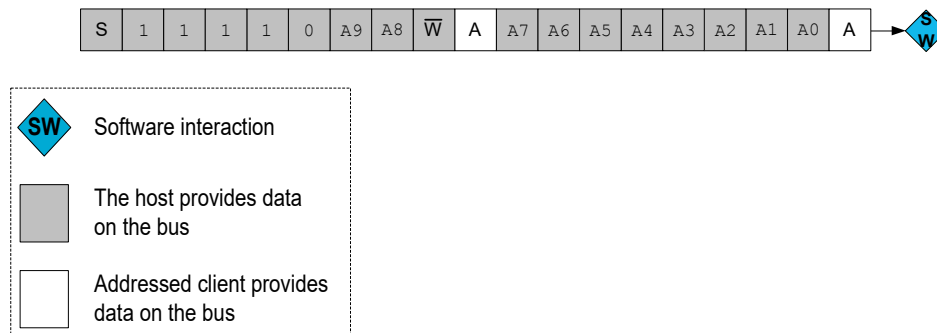 S 1 1 1 1 0 A9 A8 W̅ A A7 A6 A5 A4 A3 A2 A1 A0 A SW
SW Software interaction
The host provides data
on the bus
Addressed client provides
data on the bus